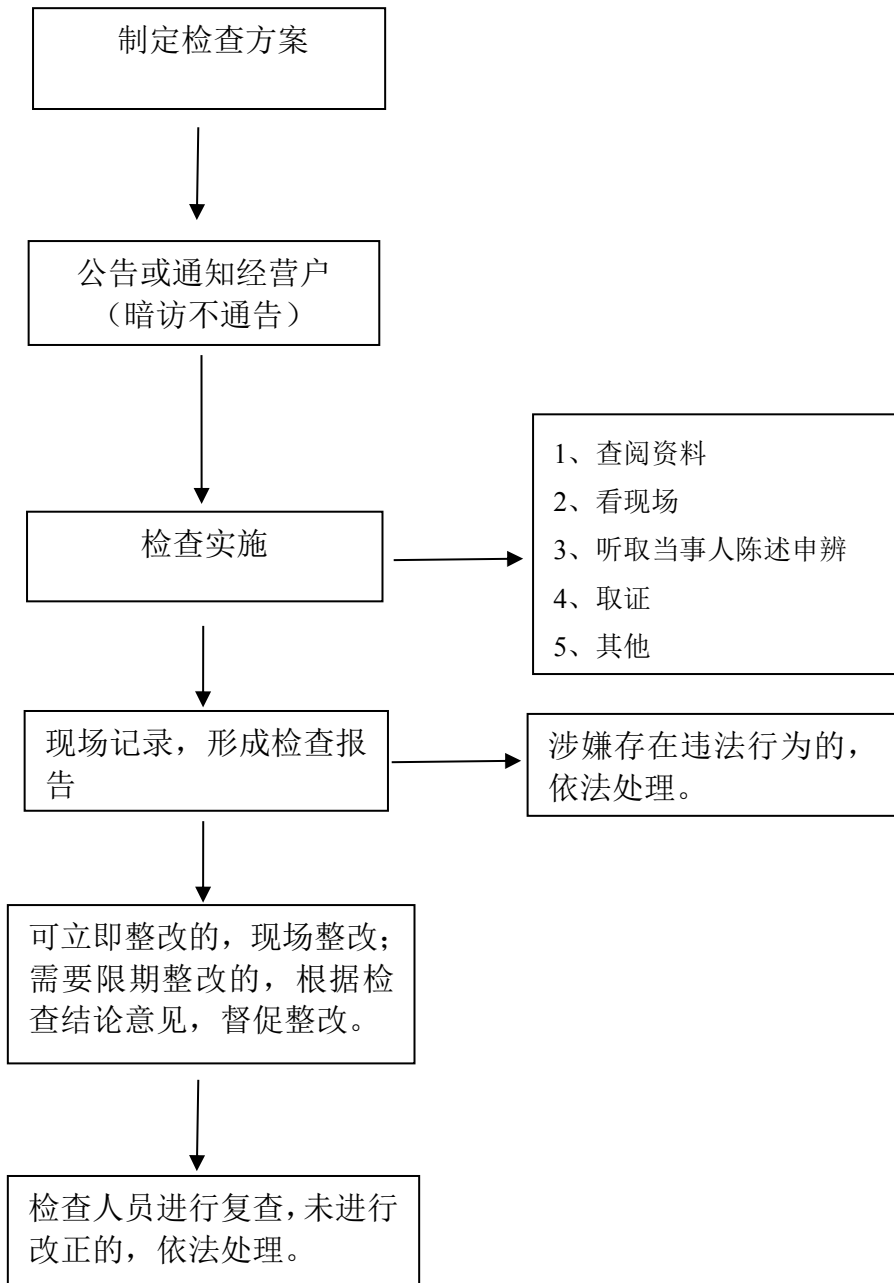 制定检查方案
公告或通知经营户
（暗访不通告）
检查实施
1、查阅资料
2、看现场
3、听取当事人陈述申辨
4、取证
5、其他
现场记录，形成检查报
告
涉嫌存在违法行为的，
依法处理。
可立即整改的，现场整改；
需要限期整改的，根据检
查结论意见，督促整改。
检查人员进行复查，未进行
改正的，依法处理。